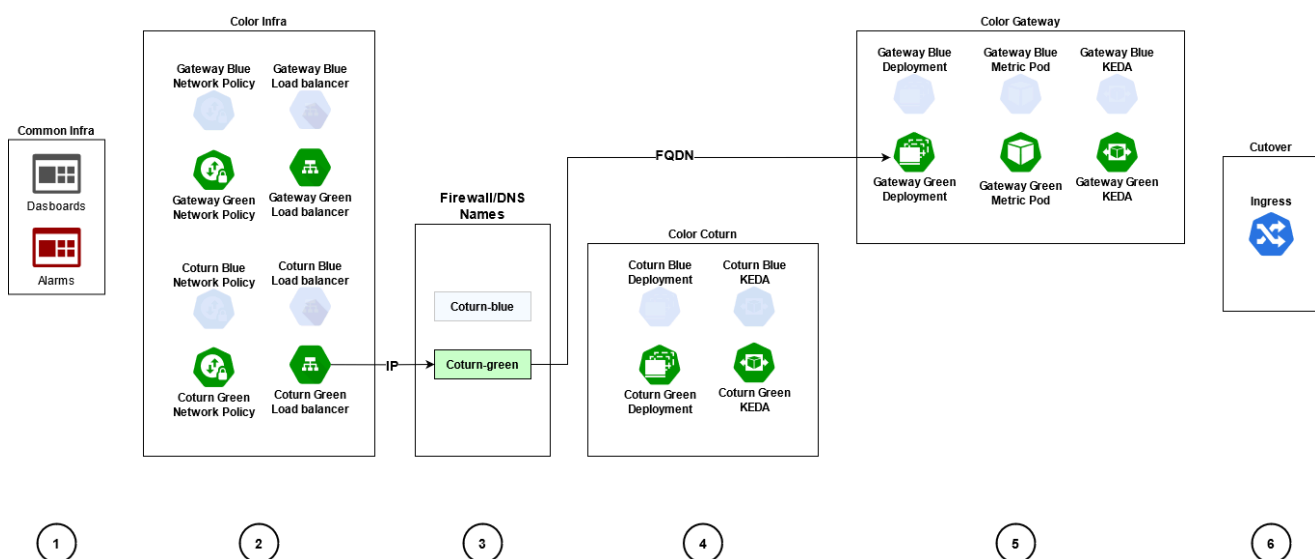 Common Infra
Dasboards
Alarms
Color Infra
Gateway Blue
Network Policy
Gateway Blue
Load balancer
Gateway Green
Network Policy
Gateway Green
Load balancer
Coturn Blue
Network Policy
Coturn Blue
Load balancer
Coturn Green
Network Policy
Coturn Green
Load balancer
IP
Firewall/DNS
Names
Coturn-blue
Coturn-green
FQDN
Color Coturn
Coturn Blue
Deployment
Coturn Blue
KEDA
Coturn Green
Deployment
Coturn Green
KEDA
Color Gateway
Gateway Blue
Deployment
Gateway Blue
Metric Pod
Gateway Blue
KEDA
Gateway Green
Deployment
Gateway Green
Metric Pod
Gateway Green
KEDA
Cutover
Ingress
1
2
3
4
5
6